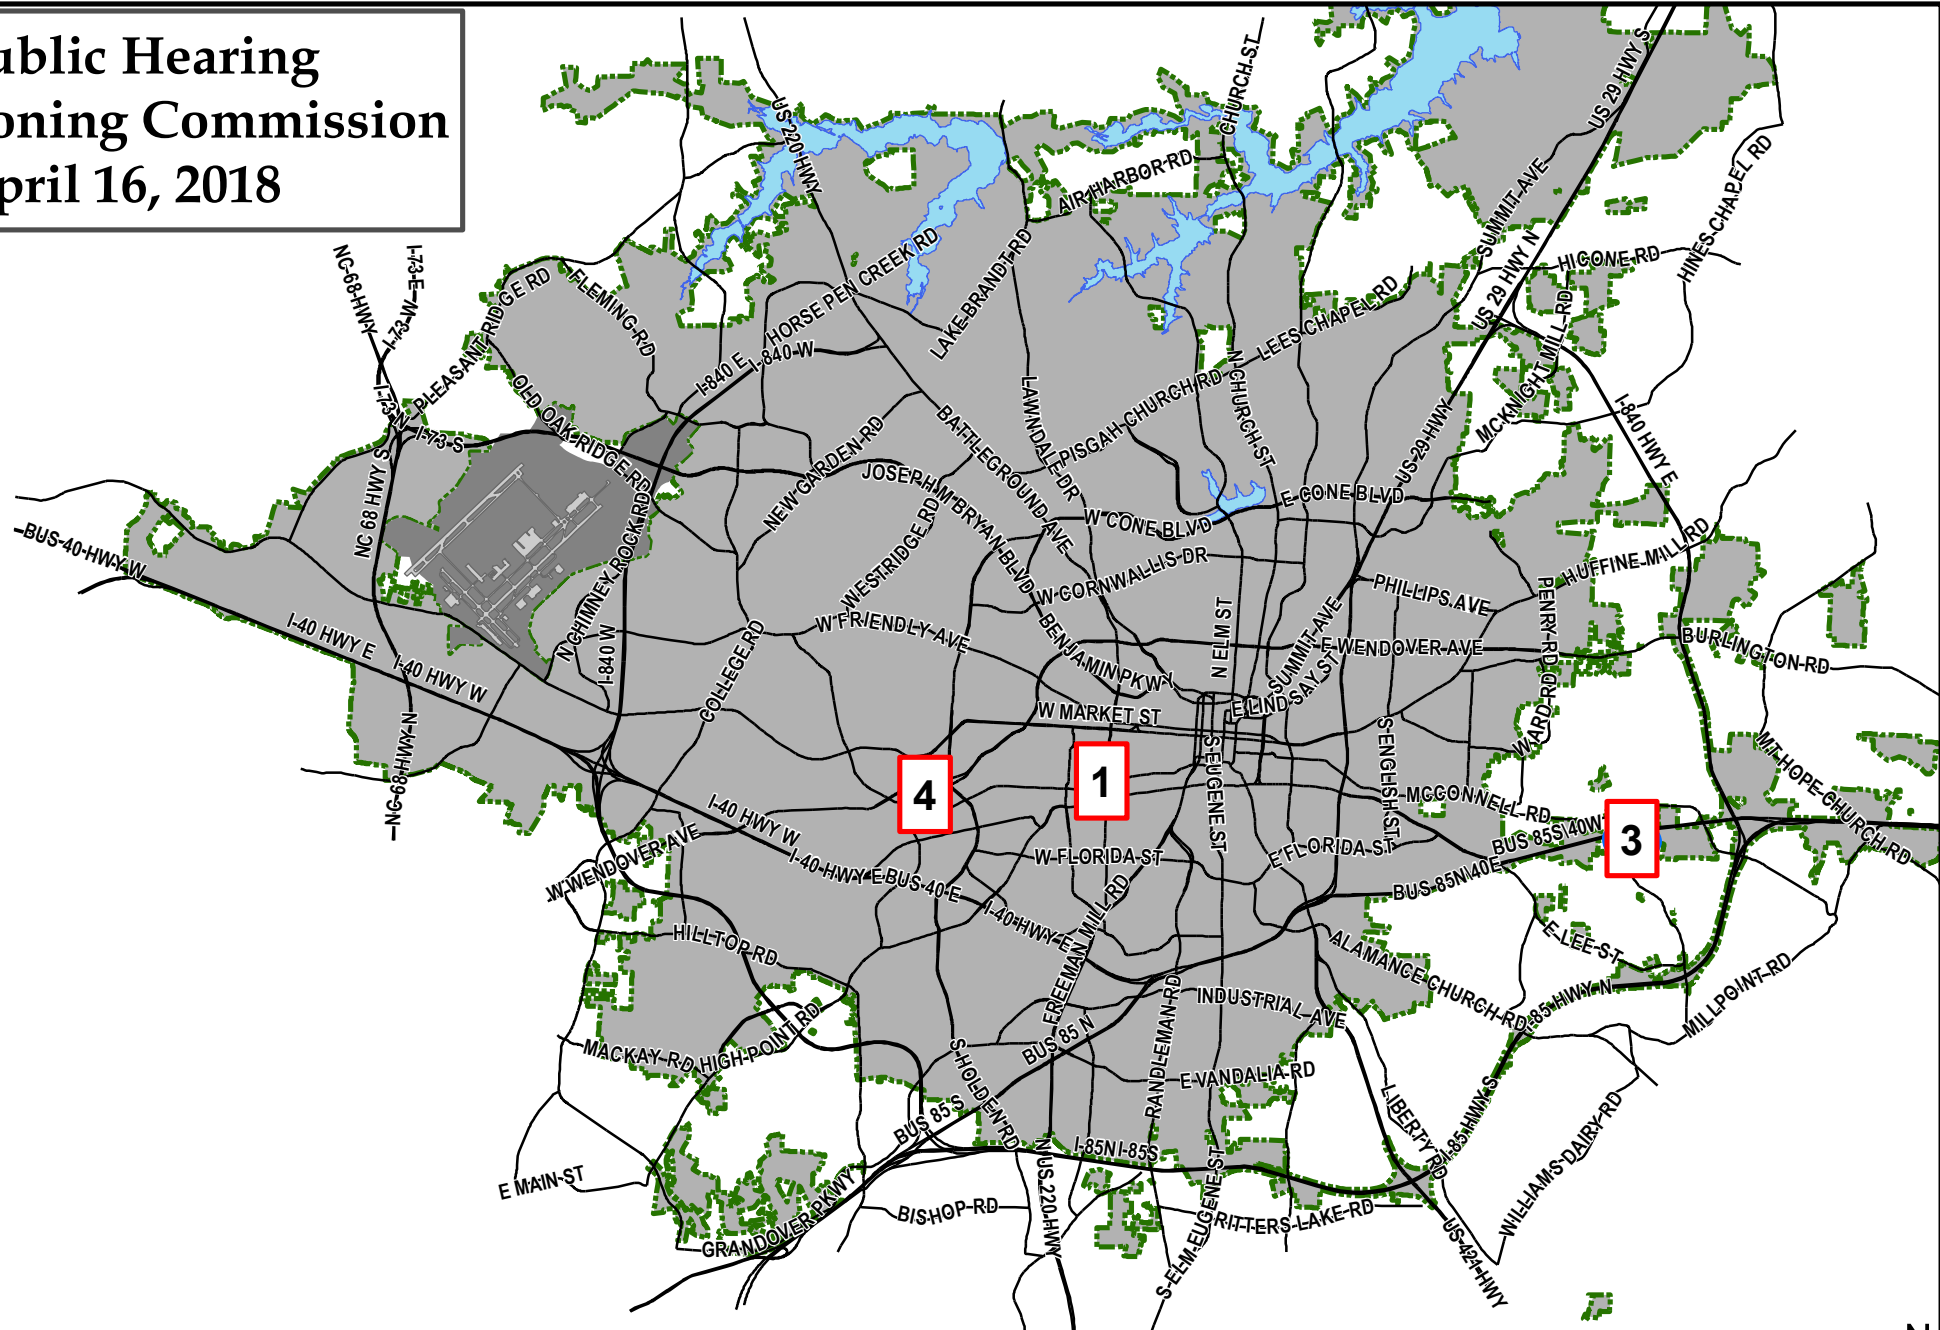 ublic Hearing
oning Commission
pril 16, 2018
US 220 HWY
CHURCH ST
US 29 HWY S
AIR HARBOR RD
SUMMIT AVE
HINES CHAPEL RD
NC 68 HWY
I-73 E
I-73 W
PLEASANT RIDGE RD
FLEMING RD
HORSE PEN CREEK RD
LAKE BRANDT RD
US 29 HWY N
HICONE RD
LEES CHAPEL RD
MCKNIGHT MILL RD
I-840 E
I-840 W
I-73 N
I-73 S
OLD OAK RIDGE RD
LAWNDALE DR
PISGAH CHURCH RD
N CHURCH ST
US 29 HWY
I-840 HWY E
NEW GARDEN RD
BATTLEGROUND AVE
JOSEPH M BRYAN BLVD
NC 68 HWY S
N CHIMNEY ROCK RD
WESTRIDGE RD
W CONE BLVD
E CONE BLVD
BUS 40 HWY W
HUFFINE MILL RD
W CORNWALLIS DR
PHILLIPS AVE
PENRY RD
I-40 HWY E
I-40 HWY W
I-840 W
COLLEGE RD
W FRIENDLY AVE
BENJAMIN PKWY
N ELM ST
SUMMIT AVE
E WENDOVER AVE
BURLINGTON RD
E LINDSAY ST
WARD RD
NC 68 HWY N
W MARKET ST
S EUGENE ST
S ENGLISH ST
MT HOPE CHURCH RD
4
1
3
MCCONNELL RD
BUS 85S\40W
I-40 HWY W
I-40 HWY E
BUS 40 E
W WENDOVER AVE
W FLORIDA ST
E FLORIDA ST
BUS 85N\40E
I-40 HWY E
FREEMAN MILL RD
HILLTOP RD
ALAMANCE CHURCH RD
E LEE ST
I-85 HWY N
MILLPOINT RD
INDUSTRIAL AVE
RANDLEMAN RD
MACKAY RD
HIGH POINT RD
BUS 85 N
S HOLDEN RD
E VANDALIA RD
BUS 85 S
LIBERTY RD
I-85 HWY S
WILLIAMS DAIRY RD
I-85N
I-85S
E MAIN ST
GRANDOVER PKWY
BISHOP RD
N US 220 HWY
S ELM-EUGENE ST
RITTERS LAKE RD
US 421 HWY
N